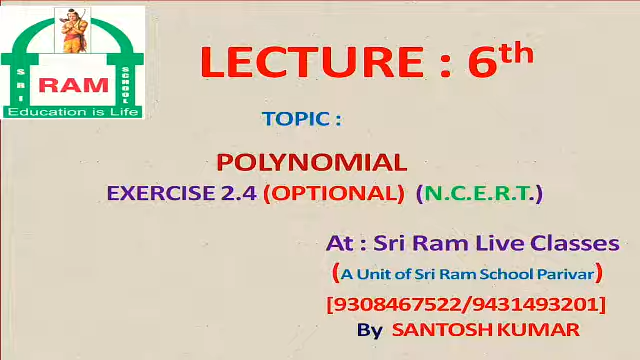 SRI
RAM
SCHOOL
Education is Life
LECTURE : 6th
TOPIC :
POLYNOMIAL
EXERCISE 2.4 (OPTIONAL) (N.C.E.R.T.)
At : Sri Ram Live Classes
(A Unit of Sri Ram School Parivar)
[9308467522/9431493201]
By SANTOSH KUMAR